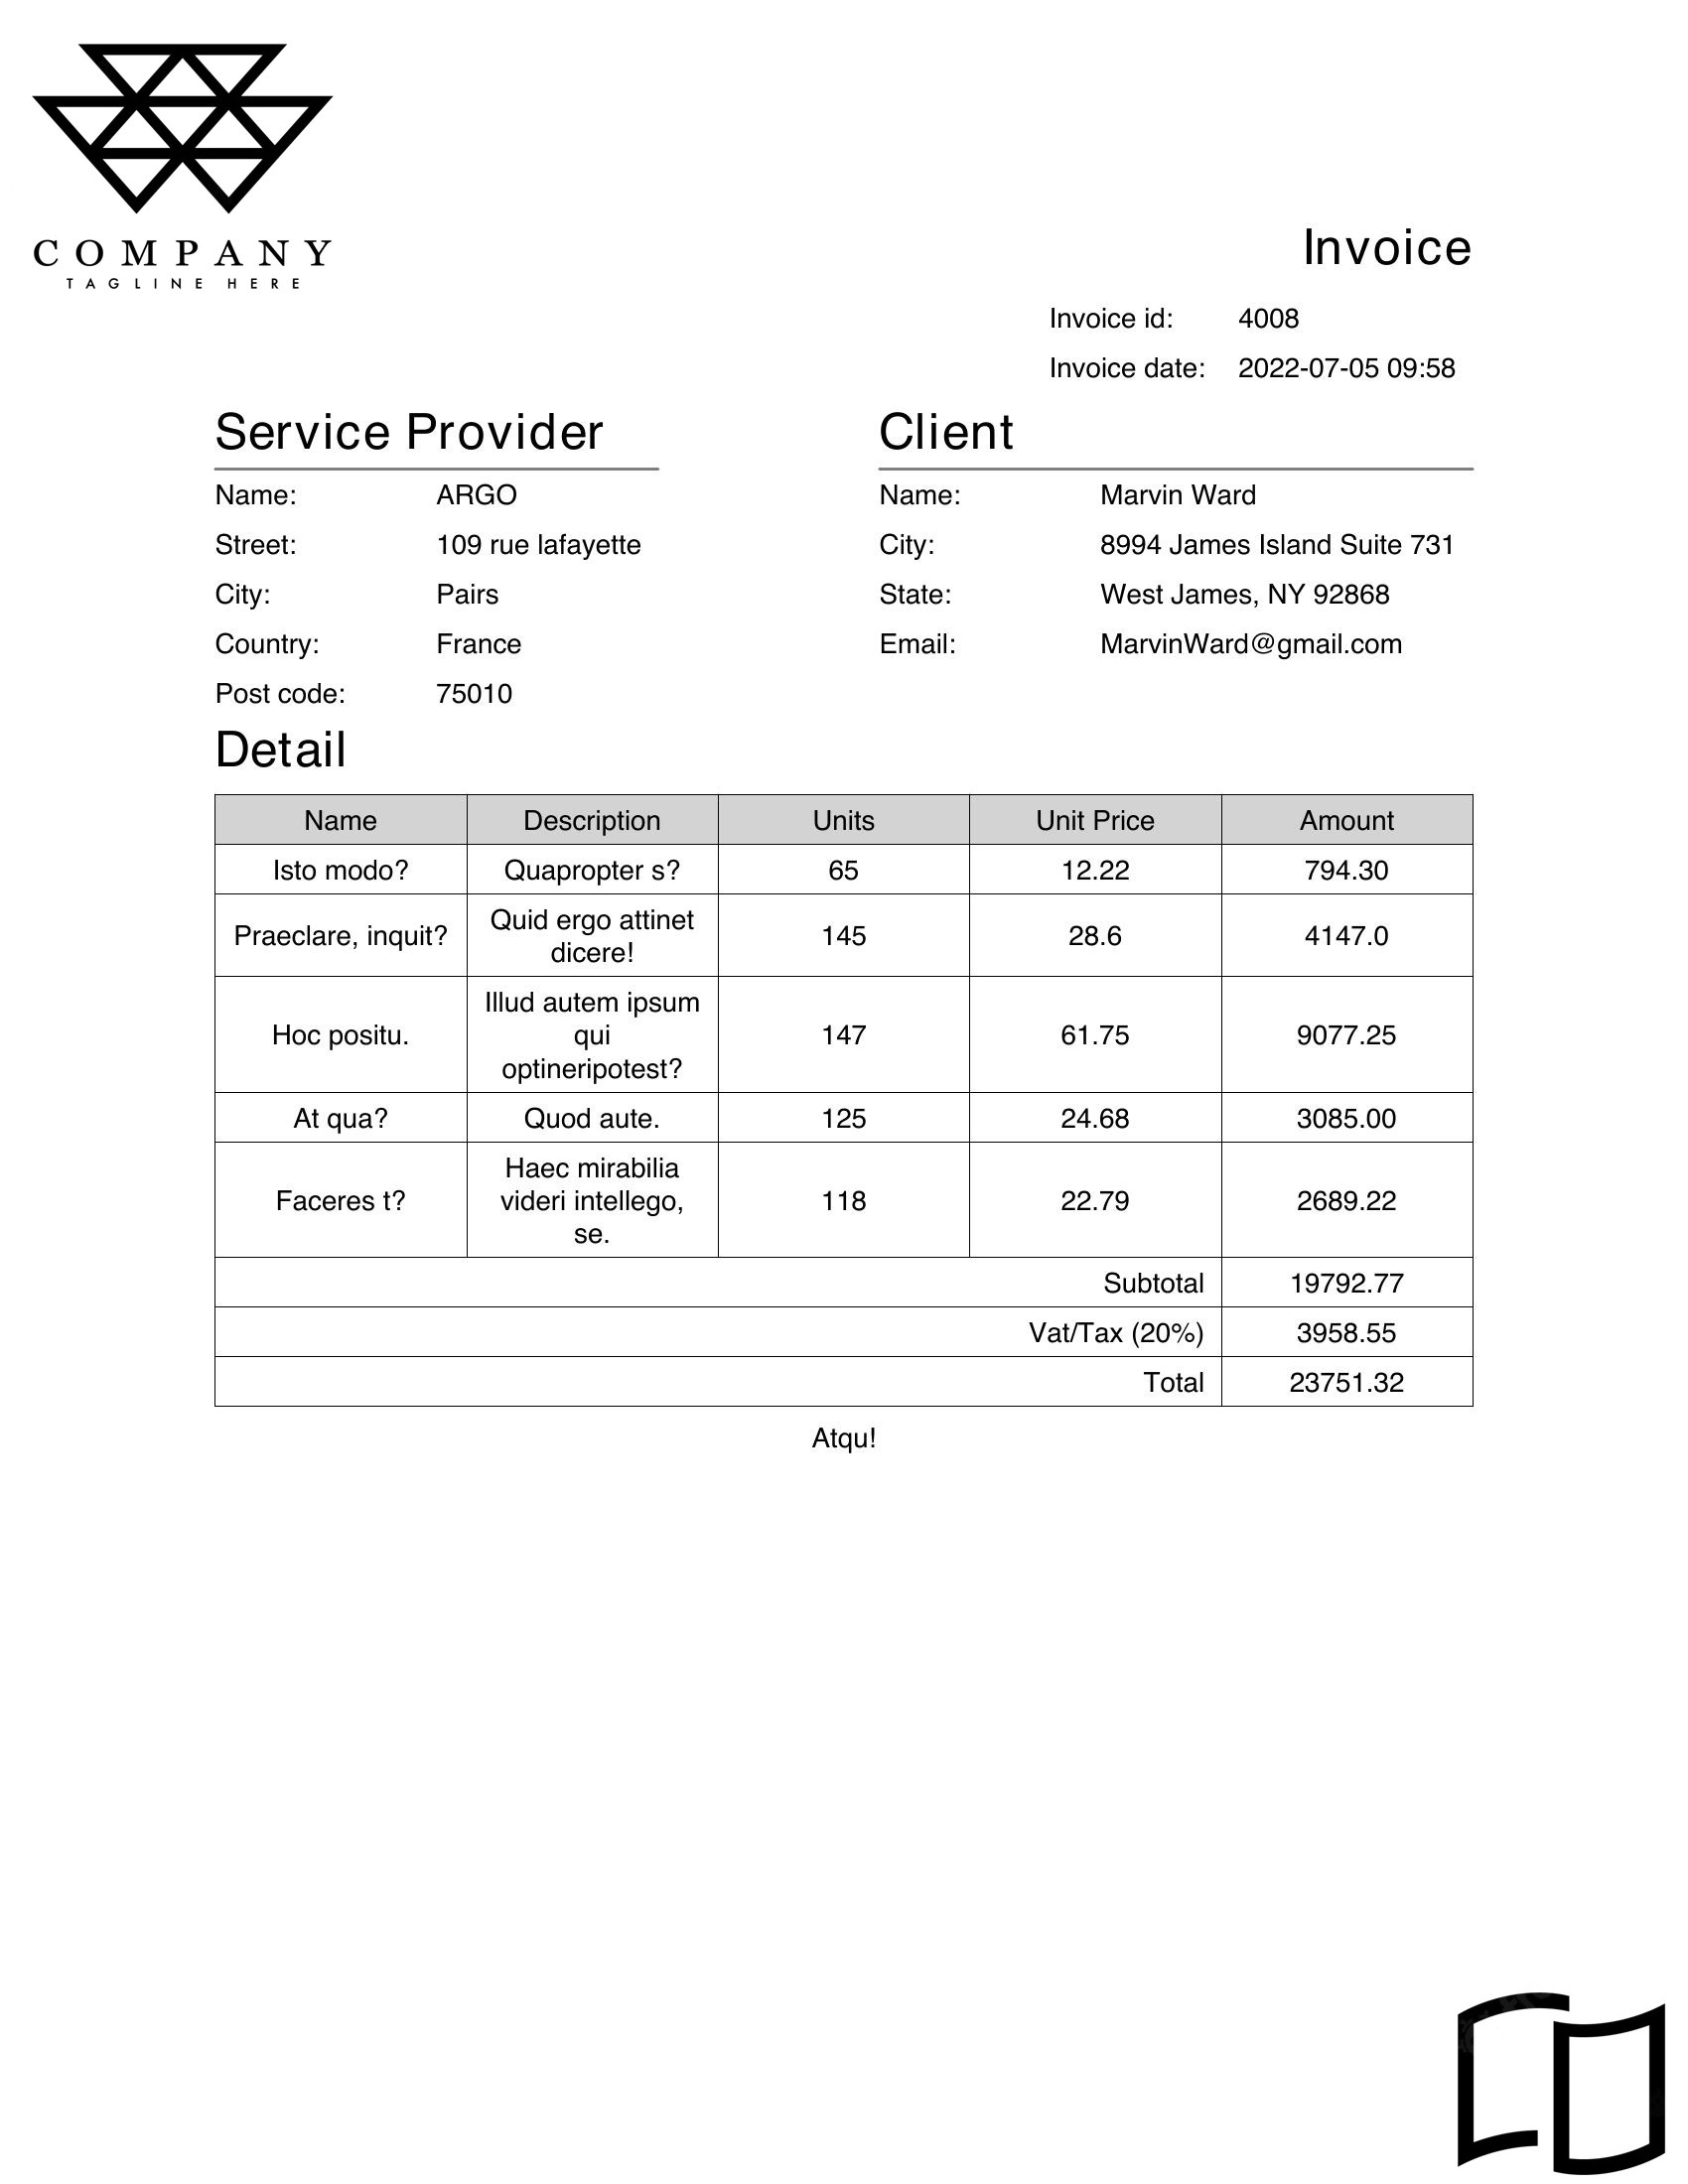 COMPANY
TAGLINE HERE
Invoice
Invoice id: 4008
Invoice date: 2022-07-05 09:58
Service Provider
Name: ARGO
Street: 109 rue lafayette
City: Pairs
Country: France
Post code: 75010
Client
Name: Marvin Ward
City: 8994 James Island Suite 731
State: West James, NY 92868
Email: MarvinWard@gmail.com
Detail
Name Description Units Unit Price Amount
Isto modo? Quapropter s? 65 12.22 794.30
Praeclare, inquit? Quid ergo attinet
dicere! 145 28.6 4147.0
Hoc positu. Illud autem ipsum
qui
optineripotest? 147 61.75 9077.25
At qua? Quod aute. 125 24.68 3085.00
Faceres t? Haec mirabilia
videri intellego,
se. 118 22.79 2689.22
Subtotal 19792.77
Vat/Tax (20%) 3958.55
Total 23751.32
Atqu!